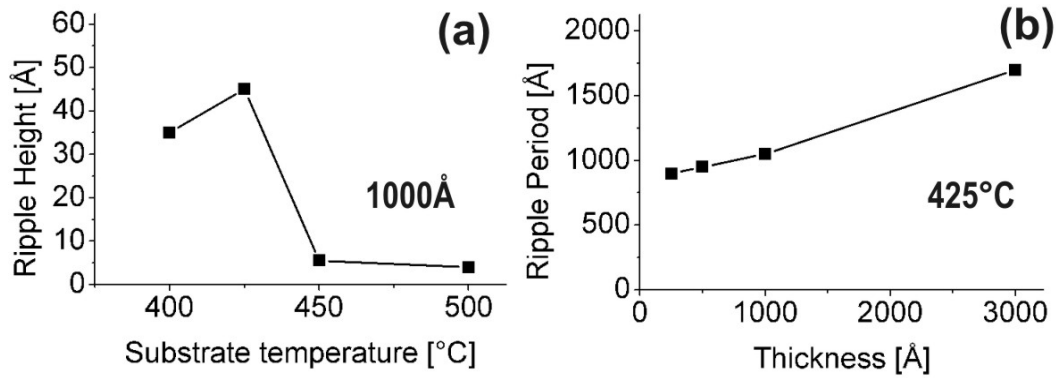 (a)
Ripple Height [Å]
60
50
40
30
20
10
0
1000Å
400 450 500
Substrate temperature [°C]
(b)
Ripple Period [Å]
2000
1500
1000
500
0
425°C
0 1000 2000 3000
Thickness [Å]